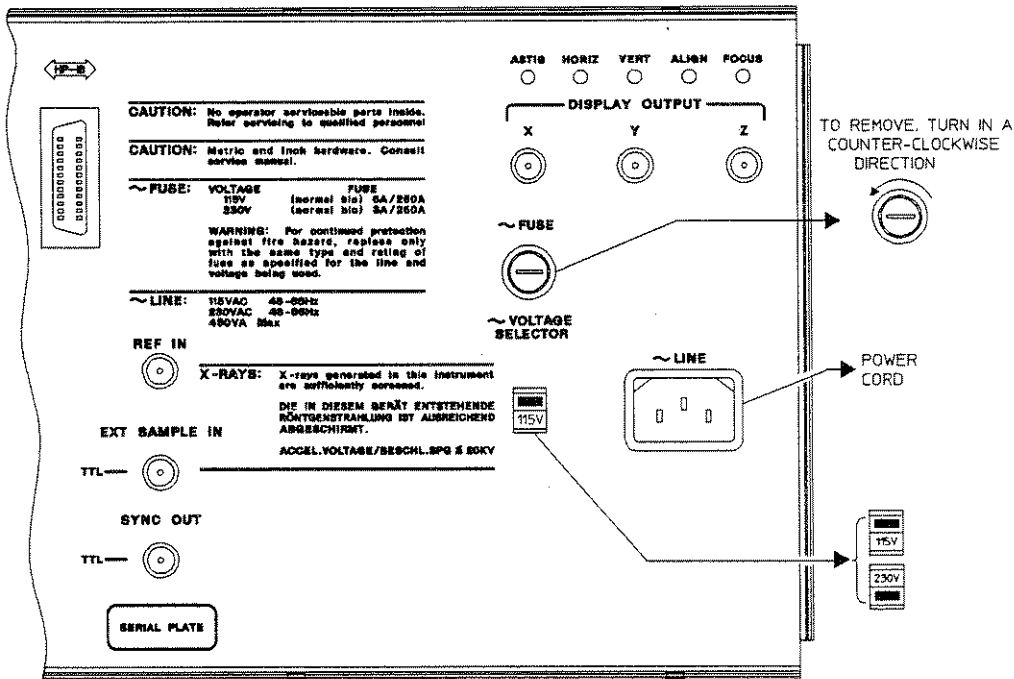 HP-IB
CAUTION: No operator serviceable parts inside.
Refer servicing to qualified personnel
CAUTION: Metric and Inch hardware. Consult
service manual.
~FUSE: VOLTAGE FUSE
115V (normal blo) 6A/250A
230V (normal blo) 3A/250A
WARNING: For continued protection
against fire hazard, replace only
with the same type and rating of
fuse as specified for the line and
voltage being used.
~LINE: 115VAC 48-66Hz
230VAC 48-66Hz
450VA Max
REF IN
X-RAYS: X-rays generated in this instrument
are sufficiently screened.
DIE IN DIESEM GERÄT ENTSTEHENDE
RÖNTGENSTRAHLUNG IST AUSREICHEND
ABGESCHIRMT.
ACCEL.VOLTAGE/BESCHL.SPG ≤ 20KV
EXT SAMPLE IN
TTL
SYNC OUT
TTL
SERIAL PLATE
ASTIG HORIZ VERT ALIGN FOCUS
DISPLAY OUTPUT
X Y Z
~FUSE
~VOLTAGE
SELECTOR
115V
~LINE
TO REMOVE, TURN IN A
COUNTER-CLOCKWISE
DIRECTION
POWER
CORD
115V
230V